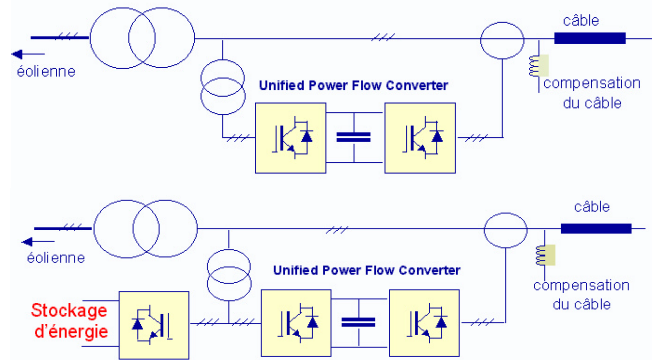 câble
éolienne
Unified Power Flow Converter
compensation
du câble
câble
éolienne
Unified Power Flow Converter
compensation
du câble
Stockage
d'énergie